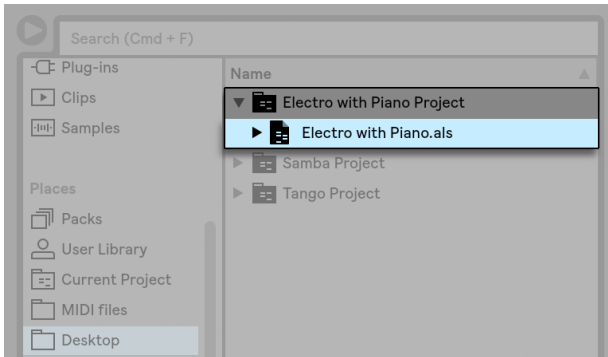 Search (Cmd + F)
Plug-ins
Clips
Samples
Places
Packs
User Library
Current Project
MIDI files
Desktop
Name
Electro with Piano Project
Electro with Piano.als
Samba Project
Tango Project